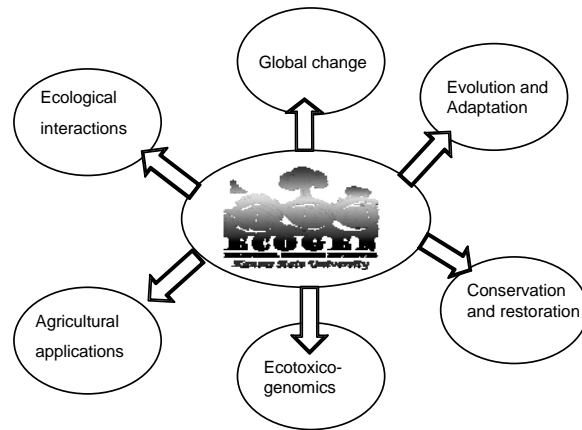 Global change
Ecological
interactions
Evolution and
Adaptation
ECOGEN
Kansas State University
Agricultural
applications
Conservation
and restoration
Ecotoxico-
genomics